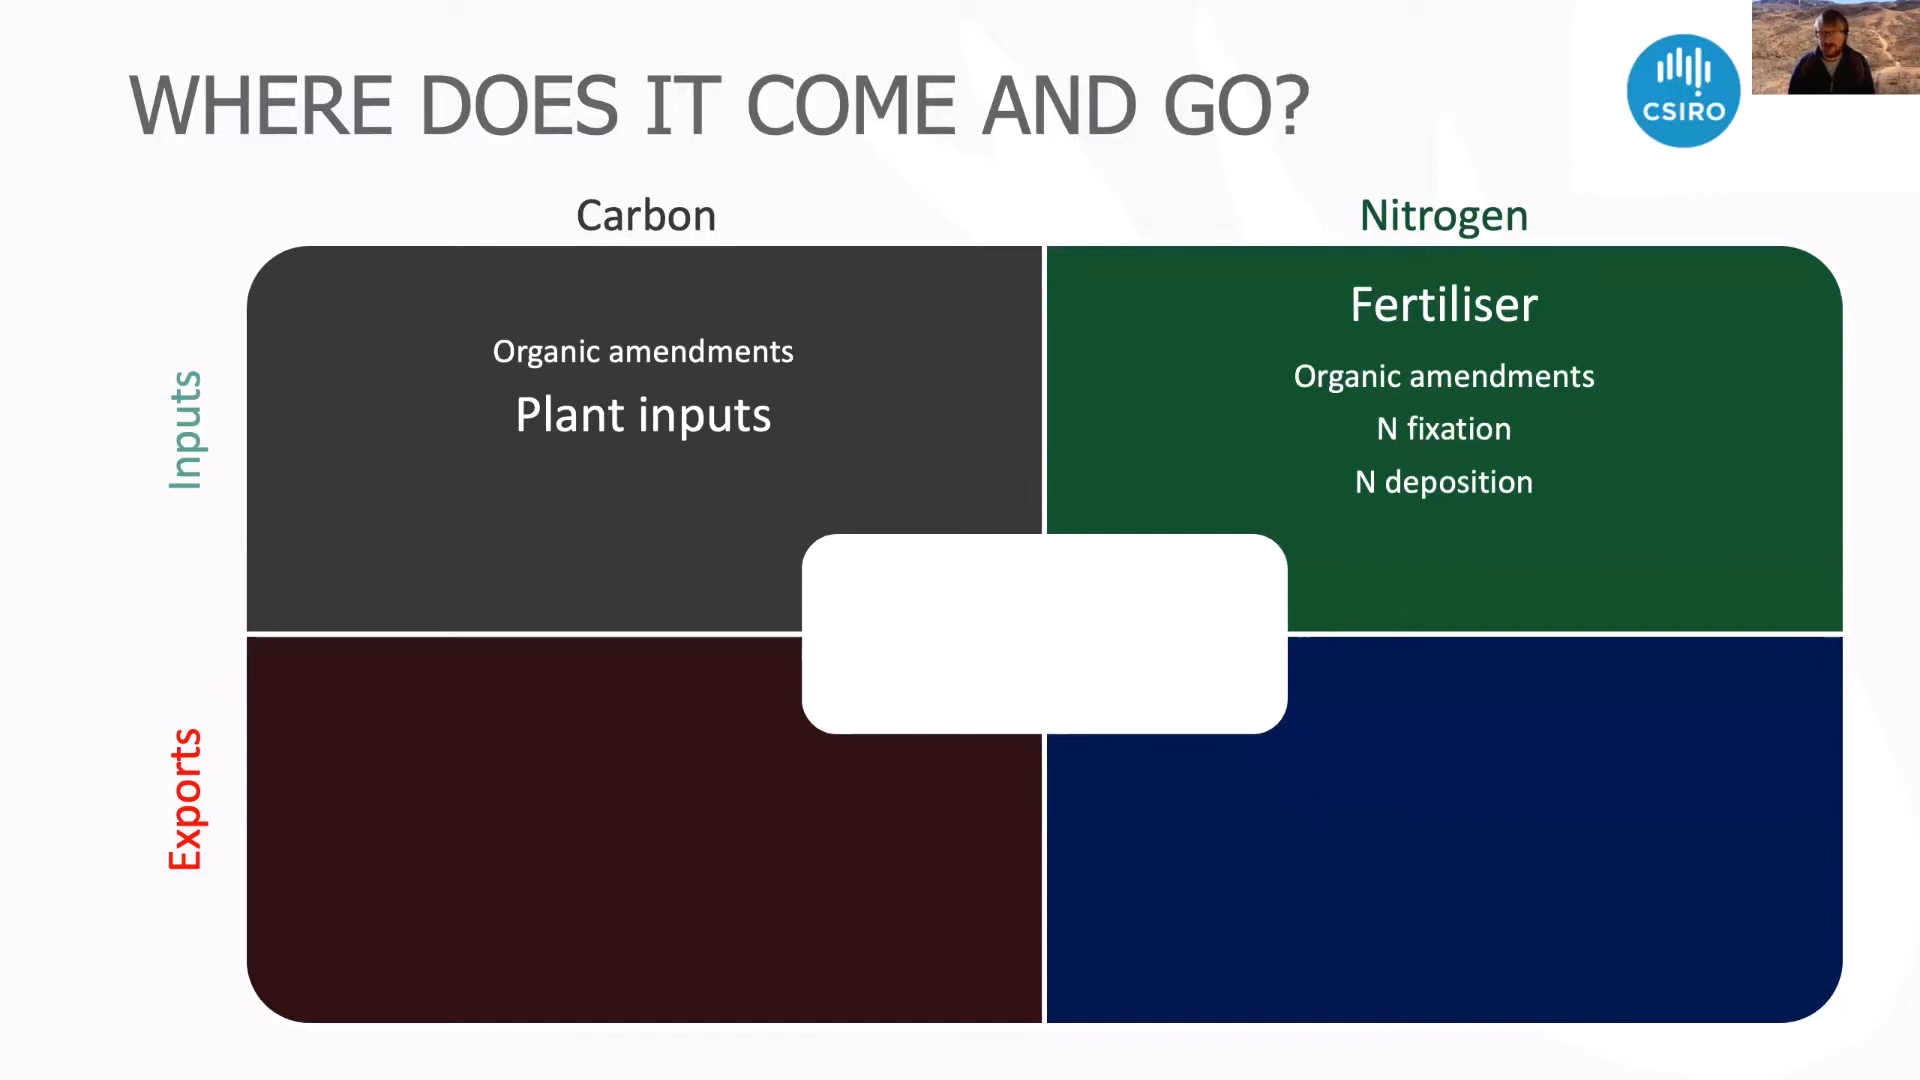 WHERE DOES IT COME AND GO?
CSIRO
Carbon
Nitrogen
Inputs
Organic amendments
Plant inputs
Fertiliser
Organic amendments
N fixation
N deposition
Exports